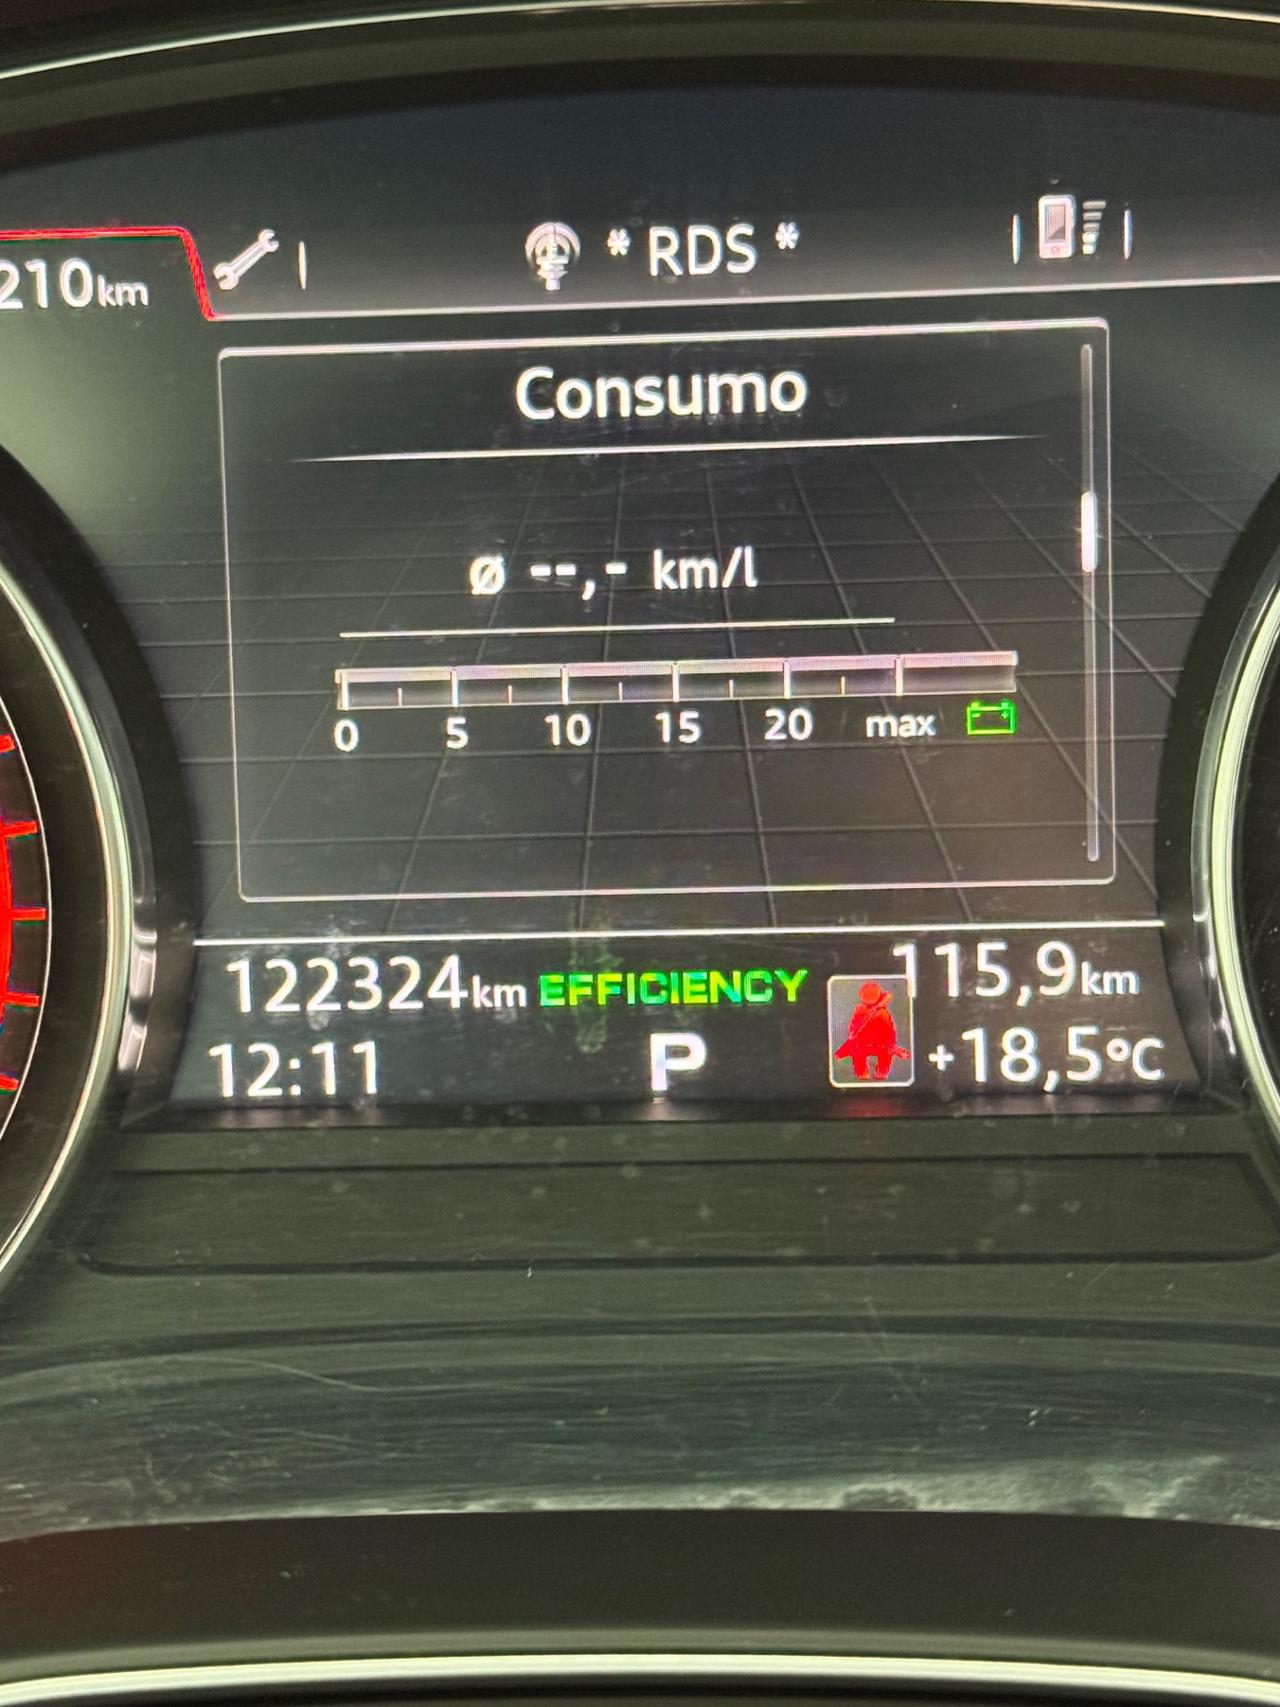 * RDS *
210km
Consumo
ø --,- km/l
0 5 10 15 20 max
122324km EFFICIENCY 115,9km
12:11 P +18,5°C